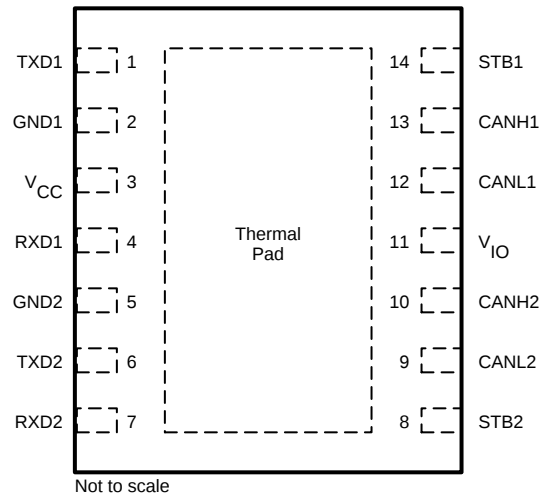 TXD1 1 14 STB1
GND1 2 13 CANH1
VCC 3 12 CANL1
RXD1 4 11 VIO
GND2 5 10 CANH2
TXD2 6 9 CANL2
RXD2 7 8 STB2
Thermal
Pad
Not to scale